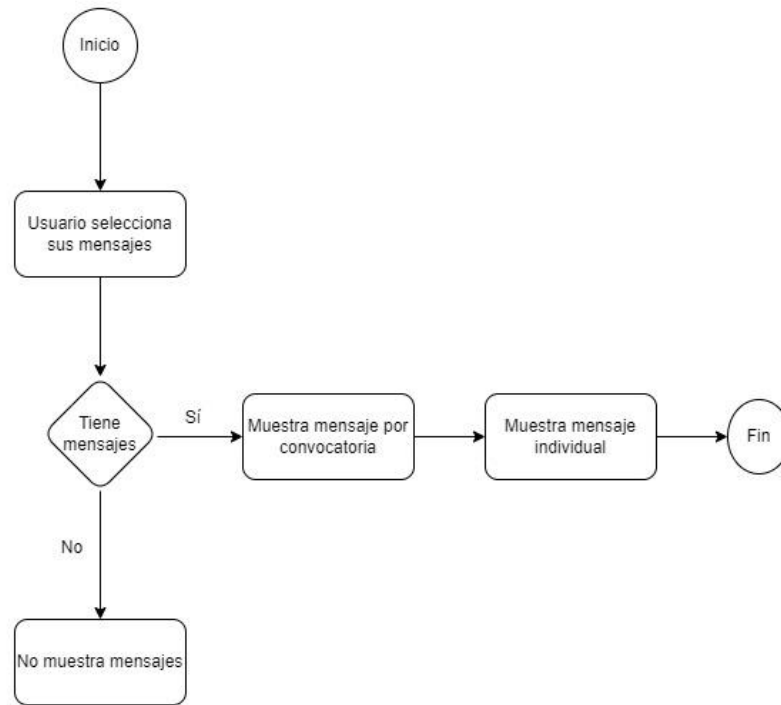 Inicio
Usuario selecciona
sus mensajes
Tiene
mensajes
Sí
Muestra mensaje por
convocatoria
Muestra mensaje
individual
Fin
No
No muestra mensajes